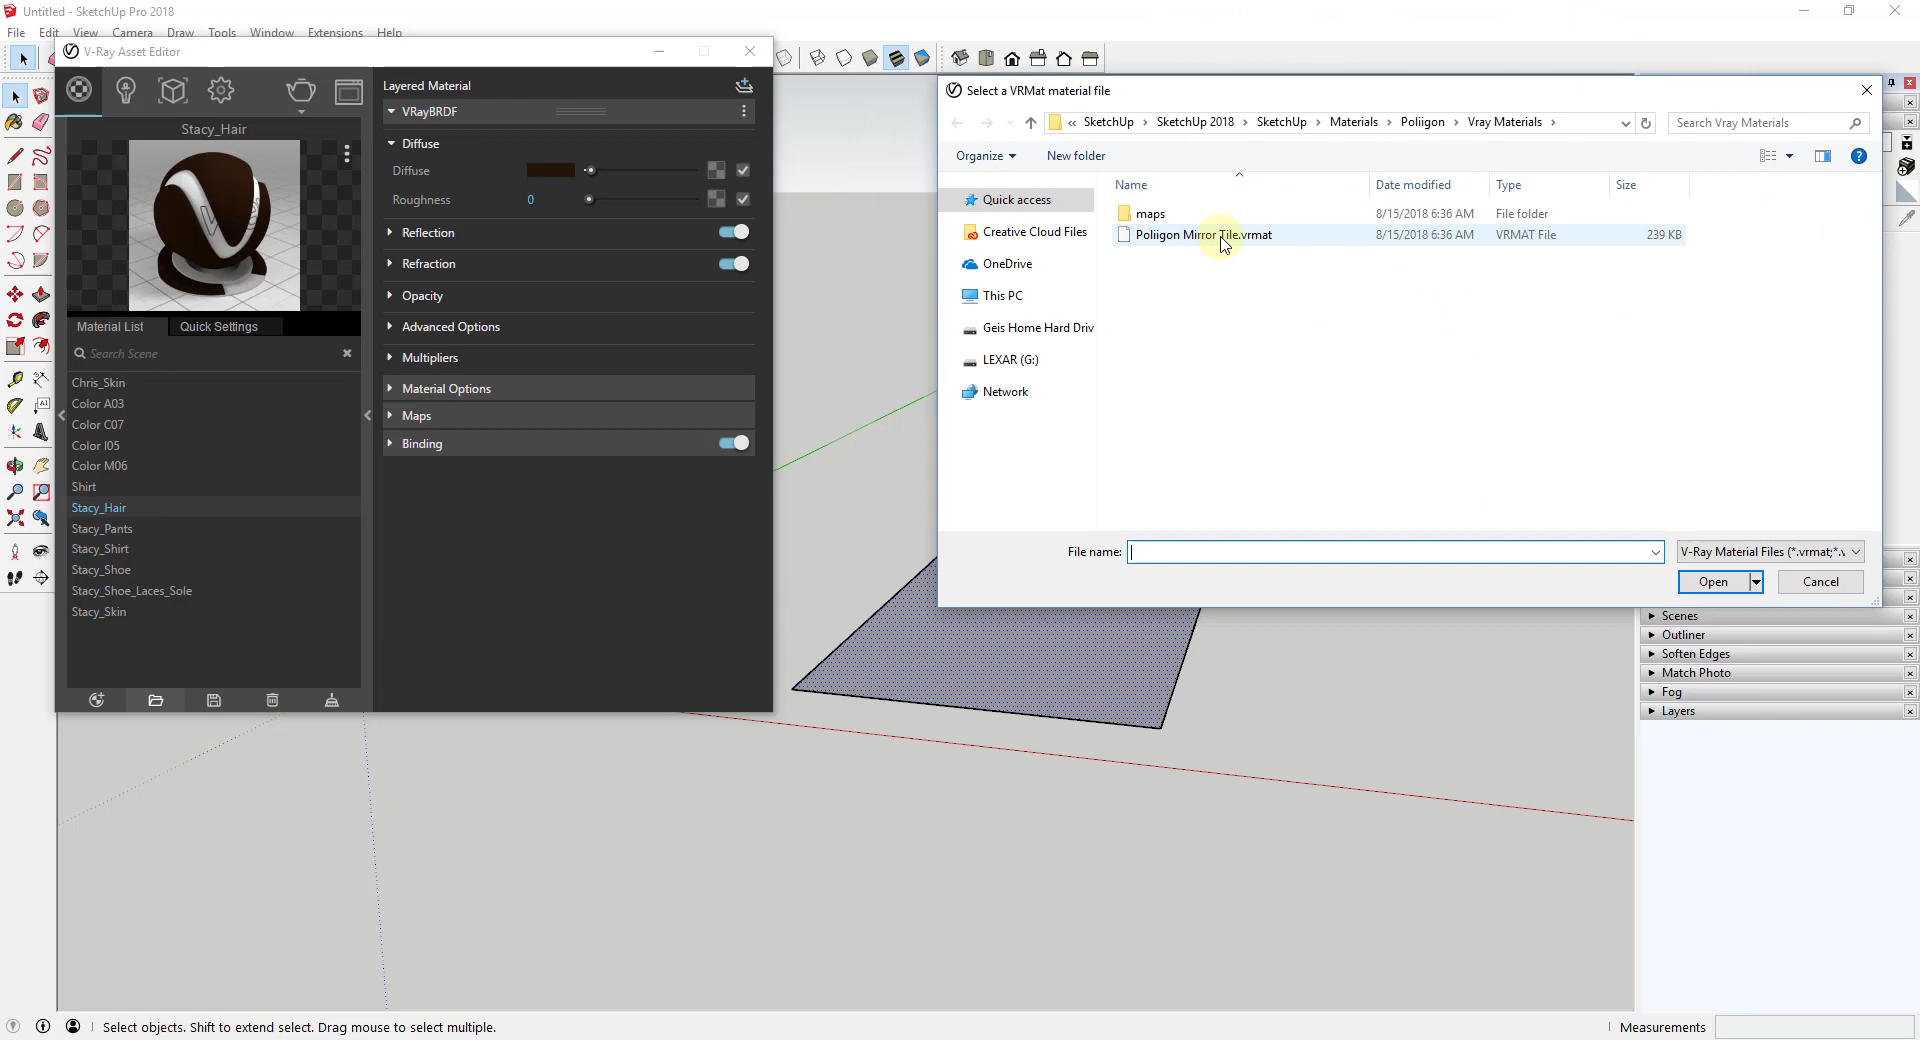 Untitled - SketchUp Pro 2018
File Edit View Camera Draw Tools Window Extensions Help
V-Ray Asset Editor
Stacy_Hair
Material List Quick Settings
Search Scene
Chris_Skin
Color A03
Color C07
Color I05
Color M06
Shirt
Stacy_Hair
Stacy_Pants
Stacy_Shirt
Stacy_Shoe
Stacy_Shoe_Laces_Sole
Stacy_Skin
Layered Material
VRayBRDF
Diffuse
Diffuse
Roughness 0
Reflection
Refraction
Opacity
Advanced Options
Multipliers
Material Options
Maps
Binding
Select a VRMat material file
« SketchUp › SketchUp 2018 › SketchUp › Materials › Poliigon › Vray Materials ›
Search Vray Materials
Organize New folder
Quick access
Creative Cloud Files
OneDrive
This PC
Geis Home Hard Driv
LEXAR (G:)
Network
Name Date modified Type Size
maps 8/15/2018 6:36 AM File folder
Poliigon Mirror Tile.vrmat 8/15/2018 6:36 AM VRMAT File 239 KB
File name:
V-Ray Material Files (*.vrmat;*.v
Open Cancel
Scenes
Outliner
Soften Edges
Match Photo
Fog
Layers
Select objects. Shift to extend select. Drag mouse to select multiple.
Measurements